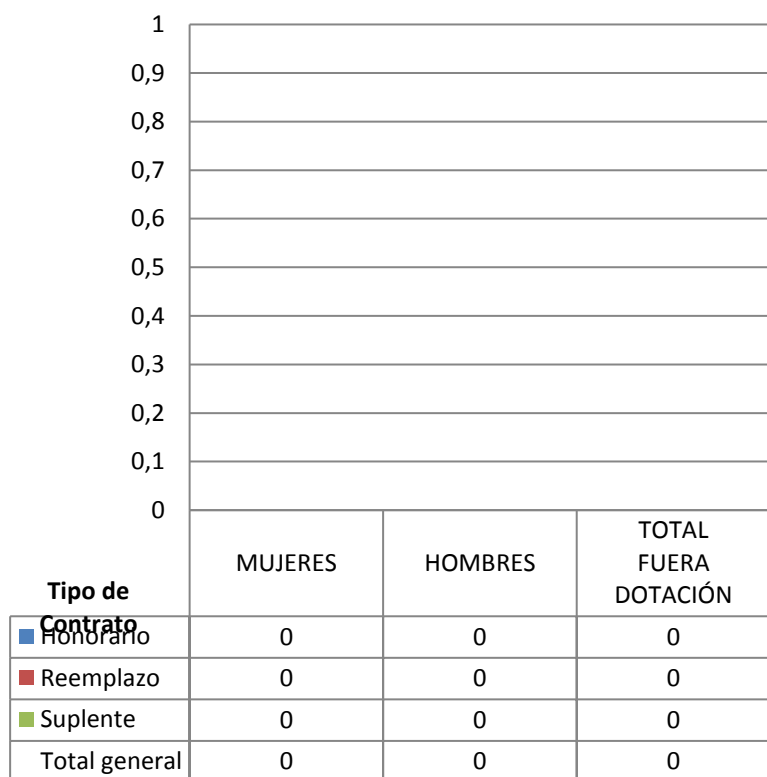 1
0,9
0,8
0,7
0,6
0,5
0,4
0,3
0,2
0,1
0
MUJERES HOMBRES TOTAL
FUERA
DOTACIÓN
Tipo de
Contrato
Honorario 0 0 0
Reemplazo 0 0 0
Suplente 0 0 0
Total general 0 0 0